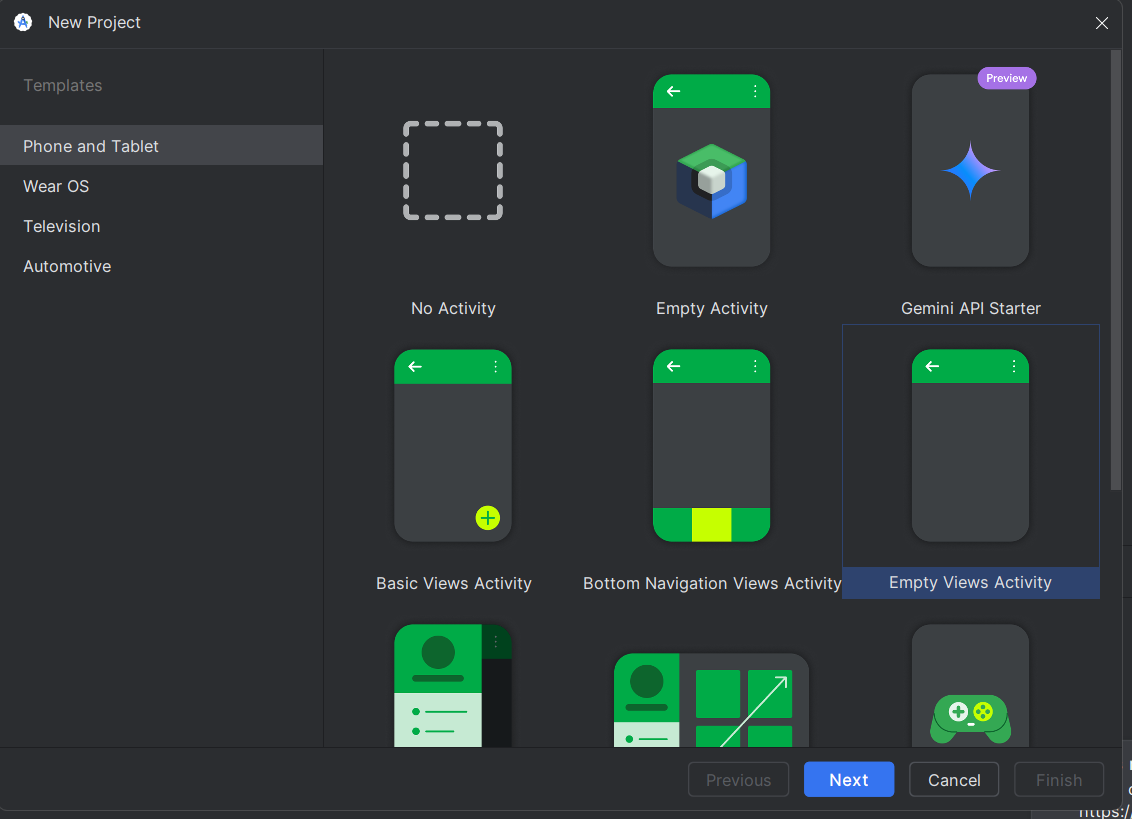 New Project
Templates
Phone and Tablet
Wear OS
Television
Automotive
Preview
No Activity
Empty Activity
Gemini API Starter
Basic Views Activity
Bottom Navigation Views Activity
Empty Views Activity
Previous
Next
Cancel
Finish
https:/